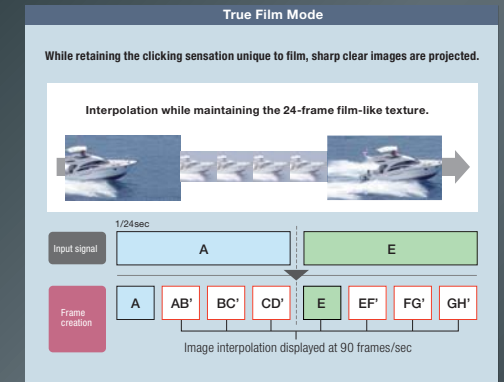 True Film Mode
While retaining the clicking sensation unique to film, sharp clear images are projected.
Interpolation while maintaining the 24-frame film-like texture.
1/24sec
Input signal
A
E
Frame
creation
A
AB’
BC’
CD’
E
EF’
FG’
GH’
Image interpolation displayed at 90 frames/sec